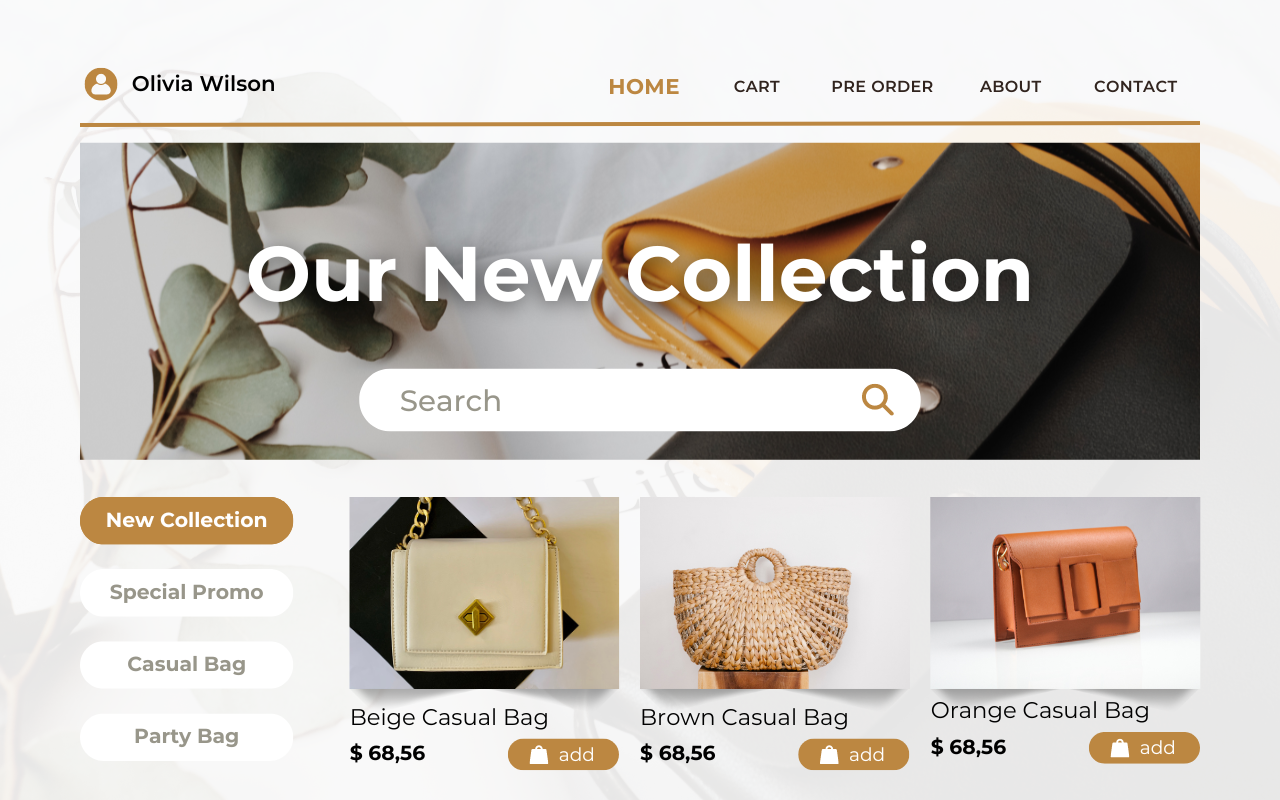 Olivia Wilson
HOME
CART
PRE ORDER
ABOUT
CONTACT
Our New Collection
Search
New Collection
Special Promo
Casual Bag
Party Bag
Beige Casual Bag
$ 68,56
add
Brown Casual Bag
$ 68,56
add
Orange Casual Bag
$ 68,56
add